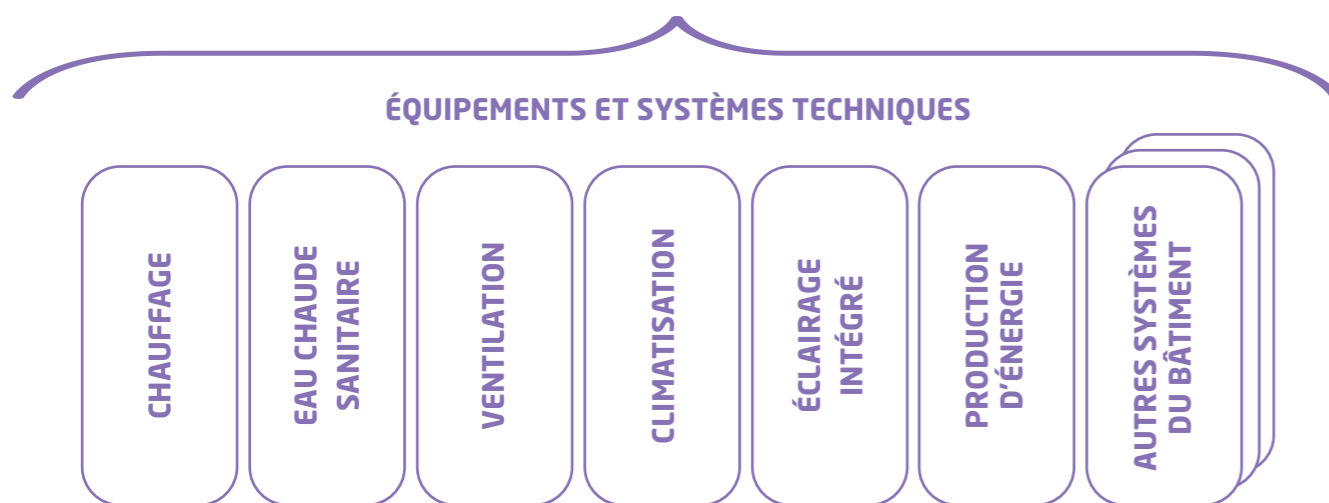 ÉQUIPEMENTS ET SYSTÈMES TECHNIQUES
CHAUFFAGE
EAU CHAUDE
SANITAIRE
VENTILATION
CLIMATISATION
ÉCLAIRAGE
INTÉGRÉ
PRODUCTION
D'ÉNERGIE
AUTRES SYSTÈMES
DU BÂTIMENT